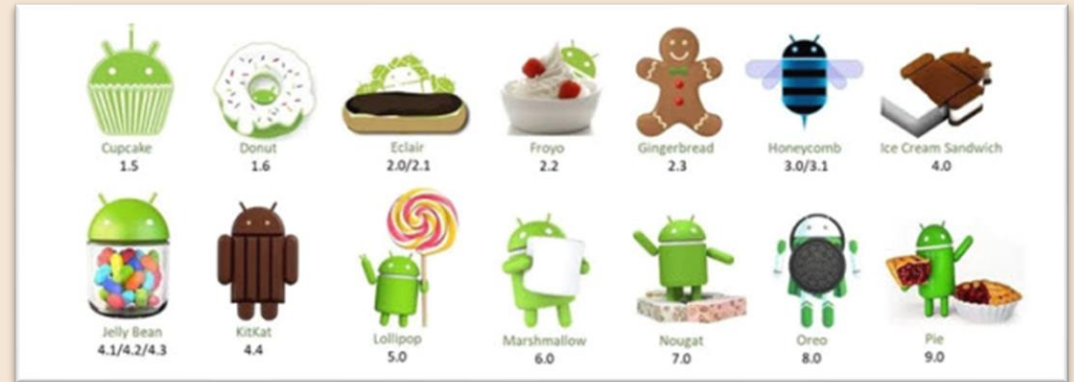 Cupcake
1.5
Donut
1.6
Eclair
2.0/2.1
Froyo
2.2
Gingerbread
2.3
Honeycomb
3.0/3.1
Ice Cream Sandwich
4.0
Jelly Bean
4.1/4.2/4.3
KitKat
4.4
Lollipop
5.0
Marshmallow
6.0
Nougat
7.0
Oreo
8.0
Pie
9.0